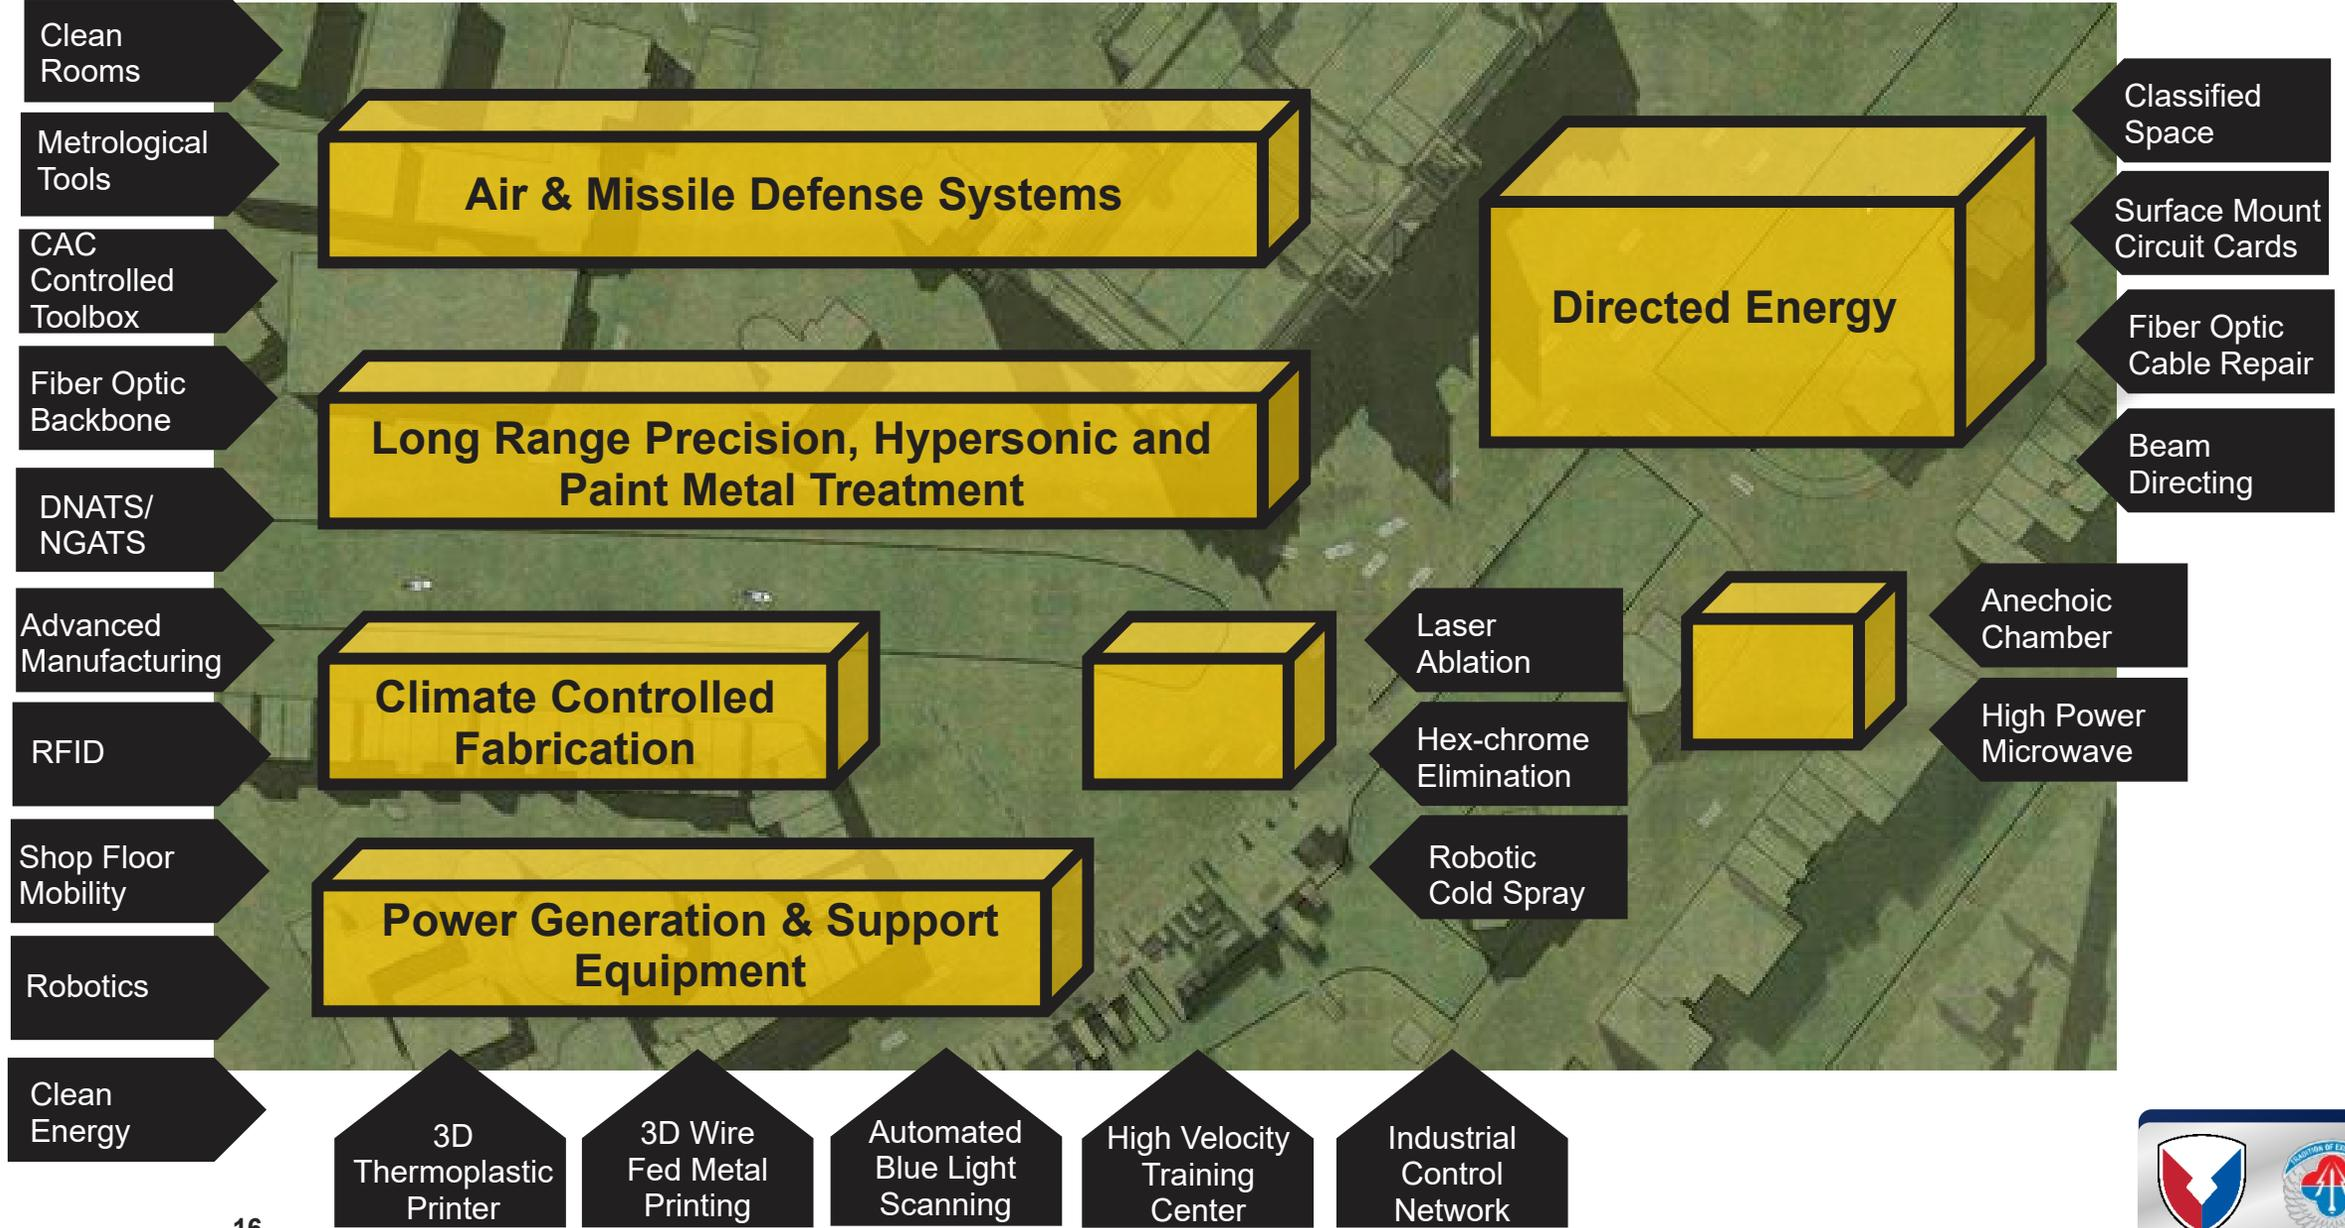 Clean
Rooms
Metrological
Tools
CAC
Controlled
Toolbox
Fiber Optic
Backbone
DNATS/
NGATS
Advanced
Manufacturing
RFID
Shop Floor
Mobility
Robotics
Clean
Energy
Air & Missile Defense Systems
Long Range Precision, Hypersonic and
Paint Metal Treatment
Climate Controlled
Fabrication
Power Generation & Support
Equipment
Directed Energy
Classified
Space
Surface Mount
Circuit Cards
Fiber Optic
Cable Repair
Beam
Directing
Laser
Ablation
Hex-chrome
Elimination
Robotic
Cold Spray
Anechoic
Chamber
High Power
Microwave
3D
Thermoplastic
Printer
3D Wire
Fed Metal
Printing
Automated
Blue Light
Scanning
High Velocity
Training
Center
Industrial
Control
Network
16